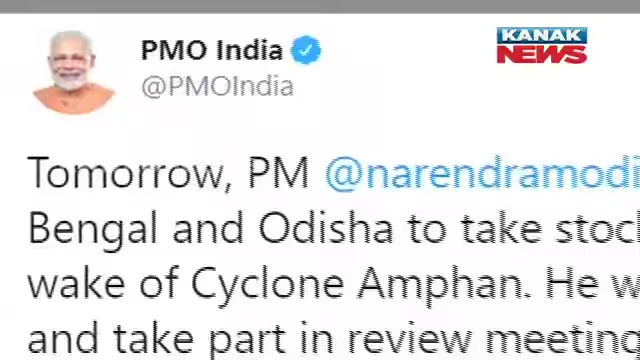 KANAK
NEWS
PMO India
@PMOIndia
Tomorrow, PM @narendramodi
Bengal and Odisha to take stock
wake of Cyclone Amphan. He w
and take part in review meeting